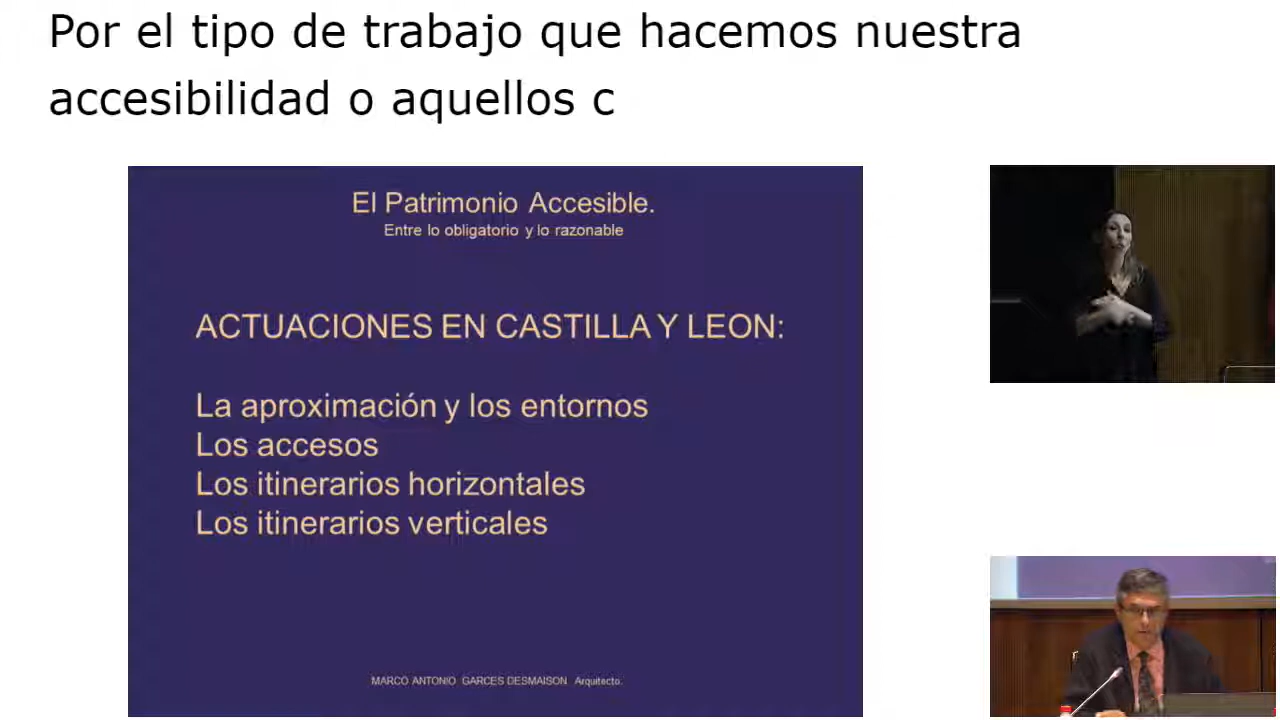 Por el tipo de trabajo que hacemos nuestra
accesibilidad o aquellos c
El Patrimonio Accesible.
Entre lo obligatorio y lo razonable
ACTUACIONES EN CASTILLA Y LEON:
La aproximación y los entornos
Los accesos
Los itinerarios horizontales
Los itinerarios verticales
MARCO ANTONIO GARCES DESMAISON. Arquitecto.